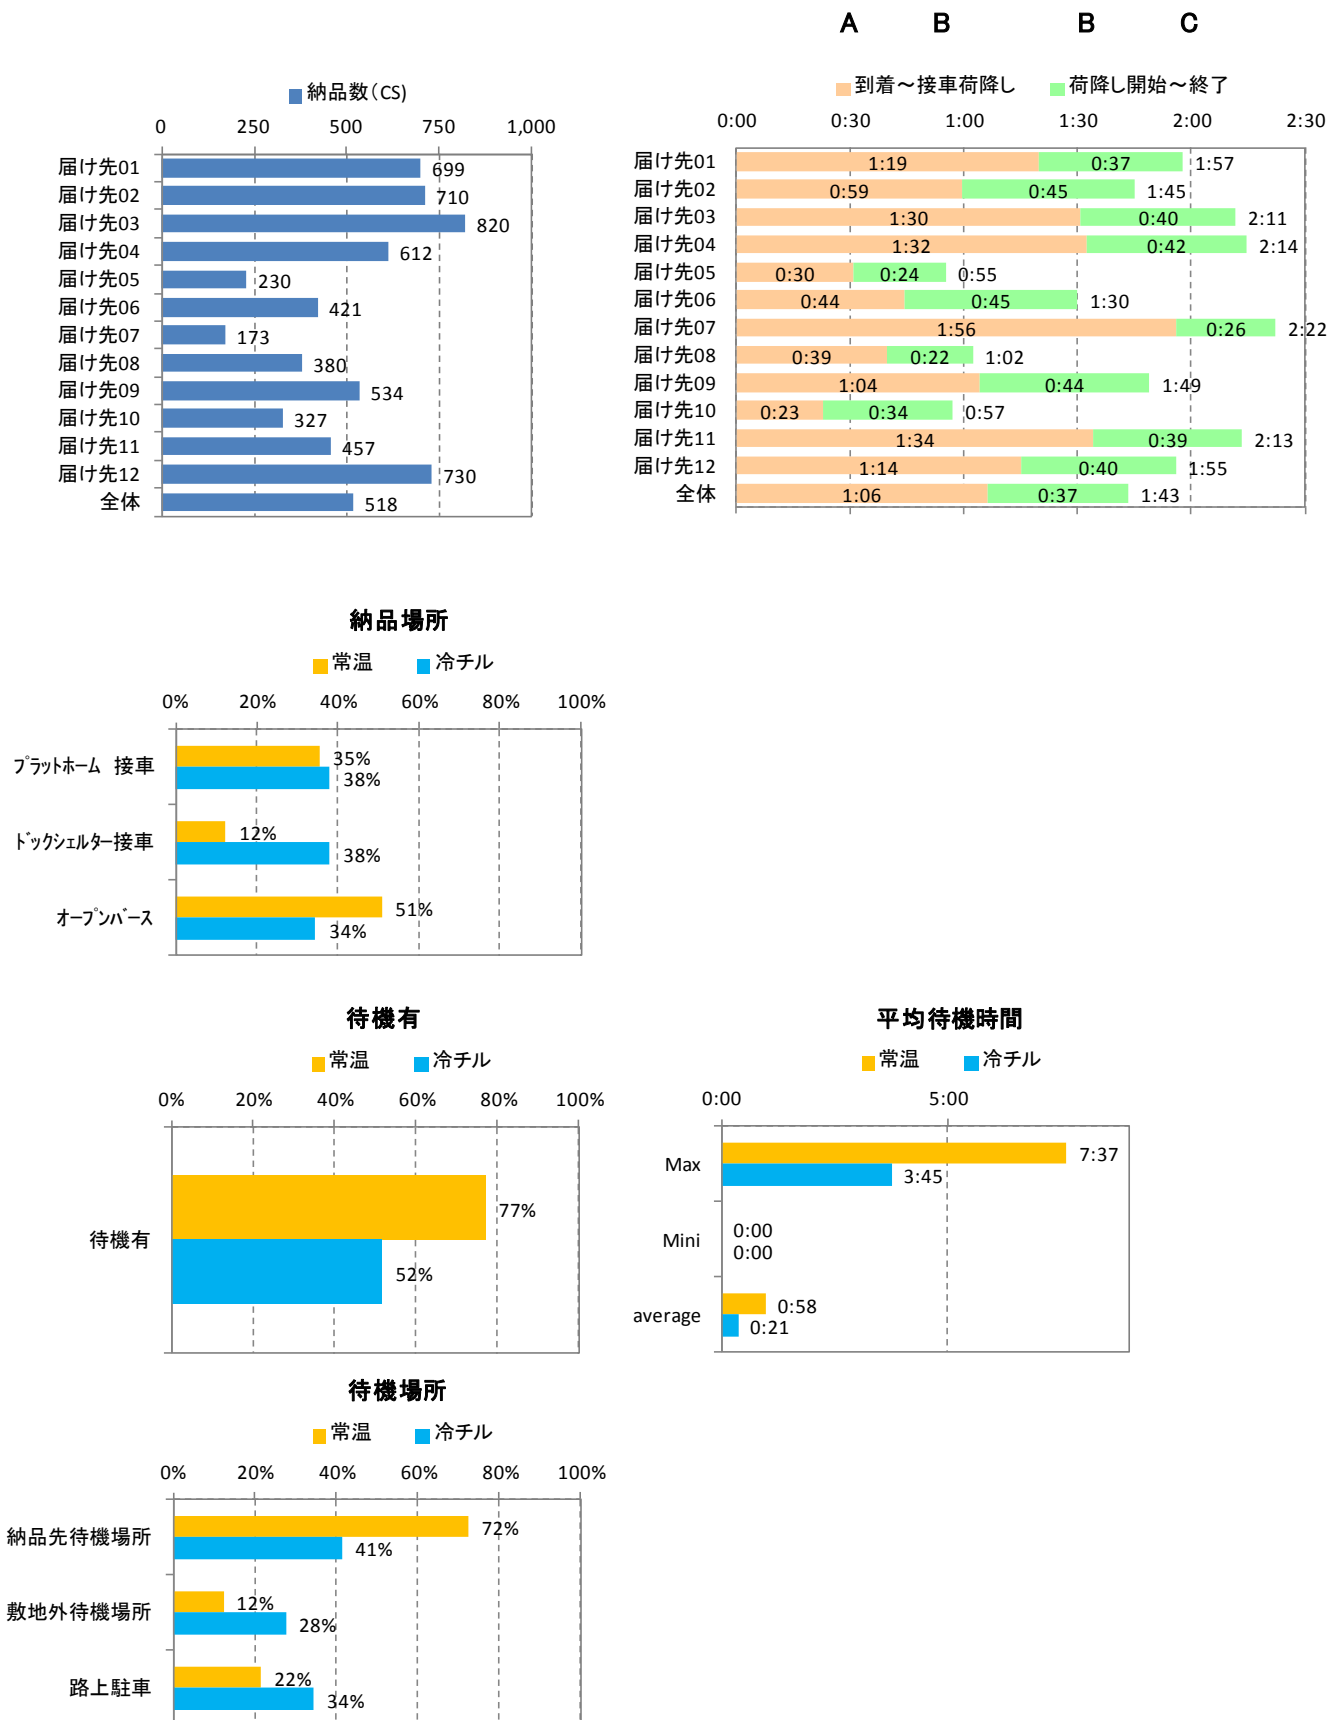 A B B C
納品数(CS)
0 250 500 750 1,000
届け先01 699
届け先02 710
届け先03 820
届け先04 612
届け先05 230
届け先06 421
届け先07 173
届け先08 380
届け先09 534
届け先10 327
届け先11 457
届け先12 730
全体 518
到着～接車荷降し 荷降し開始～終了
0:00 0:30 1:00 1:30 2:00 2:30
届け先01 1:19 0:37 1:57
届け先02 0:59 0:45 1:45
届け先03 1:30 0:40 2:11
届け先04 1:32 0:42 2:14
届け先05 0:30 0:24 0:55
届け先06 0:44 0:45 1:30
届け先07 1:56 0:26 2:22
届け先08 0:39 0:22 1:02
届け先09 1:04 0:44 1:49
届け先10 0:23 0:34 0:57
届け先11 1:34 0:39 2:13
届け先12 1:14 0:40 1:55
全体 1:06 0:37 1:43
納品場所
常温 冷チル
0% 20% 40% 60% 80% 100%
プラットホーム 接車 35%
38%
ドックシェルター接車 12%
38%
オープンバース 51%
34%
待機有
常温 冷チル
0% 20% 40% 60% 80% 100%
待機有 77%
52%
平均待機時間
常温 冷チル
0:00 5:00
Max 7:37
3:45
Mini 0:00
0:00
average 0:58
0:21
待機場所
常温 冷チル
0% 20% 40% 60% 80% 100%
納品先待機場所 72%
41%
敷地外待機場所 12%
28%
路上駐車 22%
34%